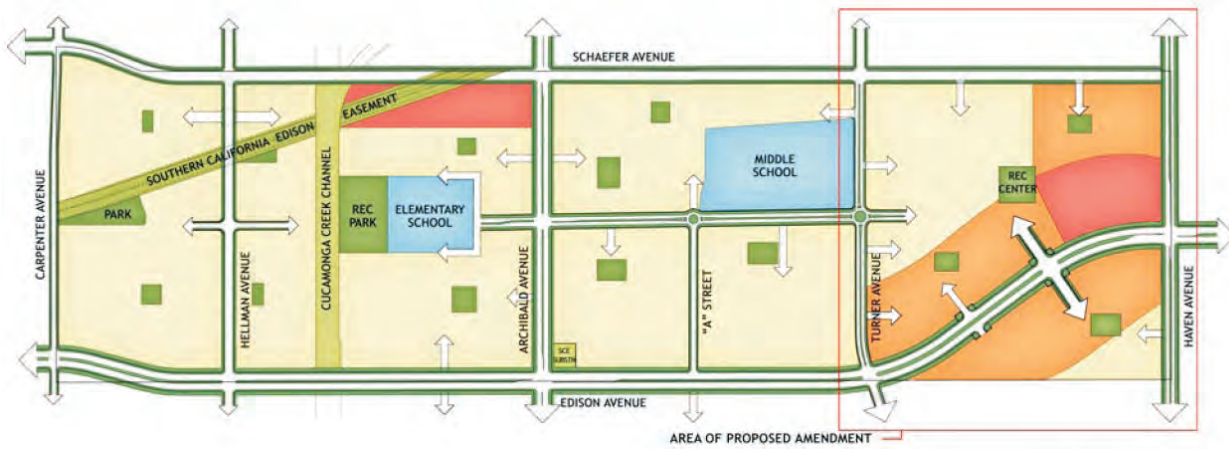 SCHAEFER AVENUE
SOUTHERN CALIFORNIA EDISON EASEMENT
CARPENTER AVENUE
PARK
HELLMAN AVENUE
CUCAMONGA CREEK CHANNEL
REC
PARK
ELEMENTARY
SCHOOL
ARCHIBALD AVENUE
SCE
SUBSTN
MIDDLE
SCHOOL
"A" STREET
TURNER AVENUE
REC
CENTER
HAVEN AVENUE
EDISON AVENUE
AREA OF PROPOSED AMENDMENT